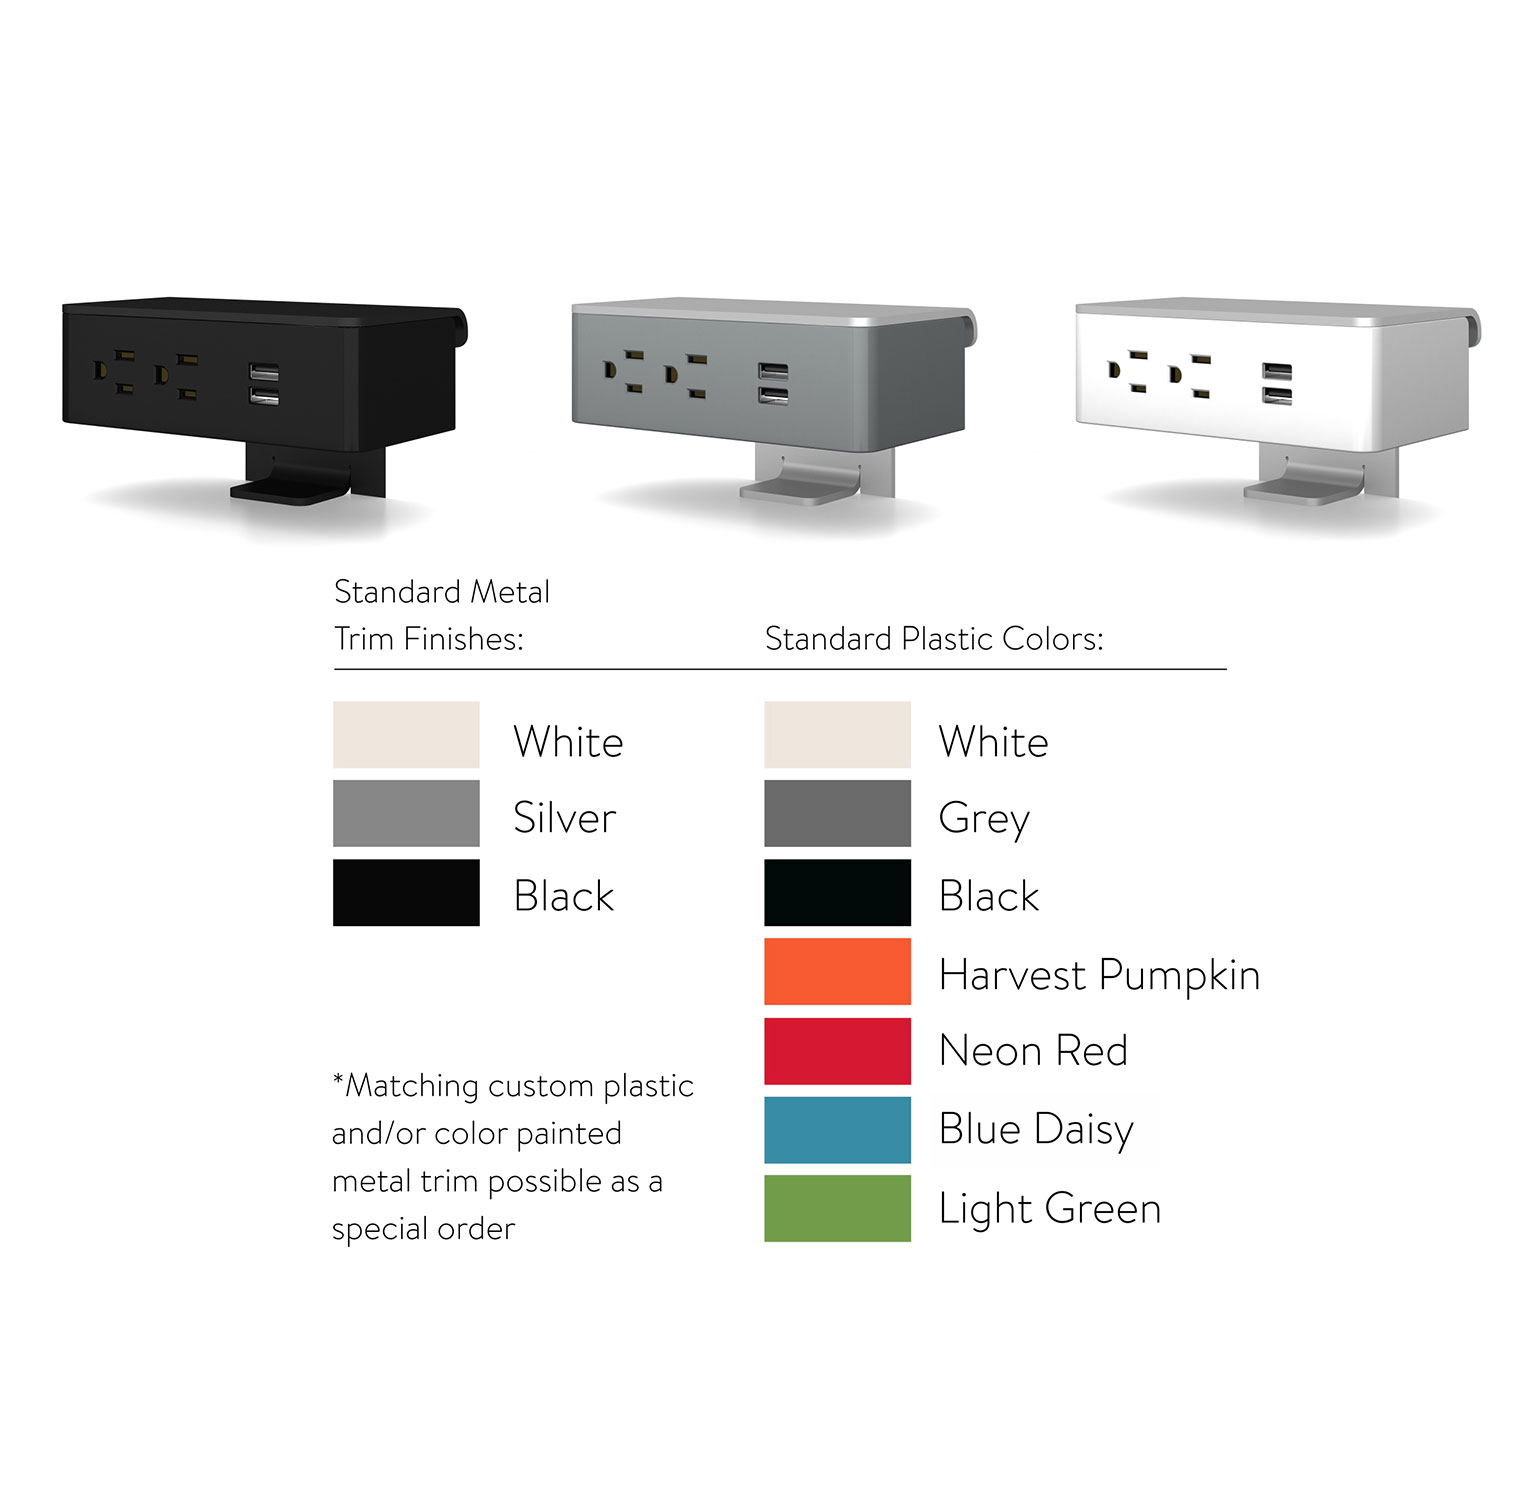 Standard Metal
Trim Finishes:
White
Silver
Black
*Matching custom plastic
and/or color painted
metal trim possible as a
special order
Standard Plastic Colors:
White
Grey
Black
Harvest Pumpkin
Neon Red
Blue Daisy
Light Green